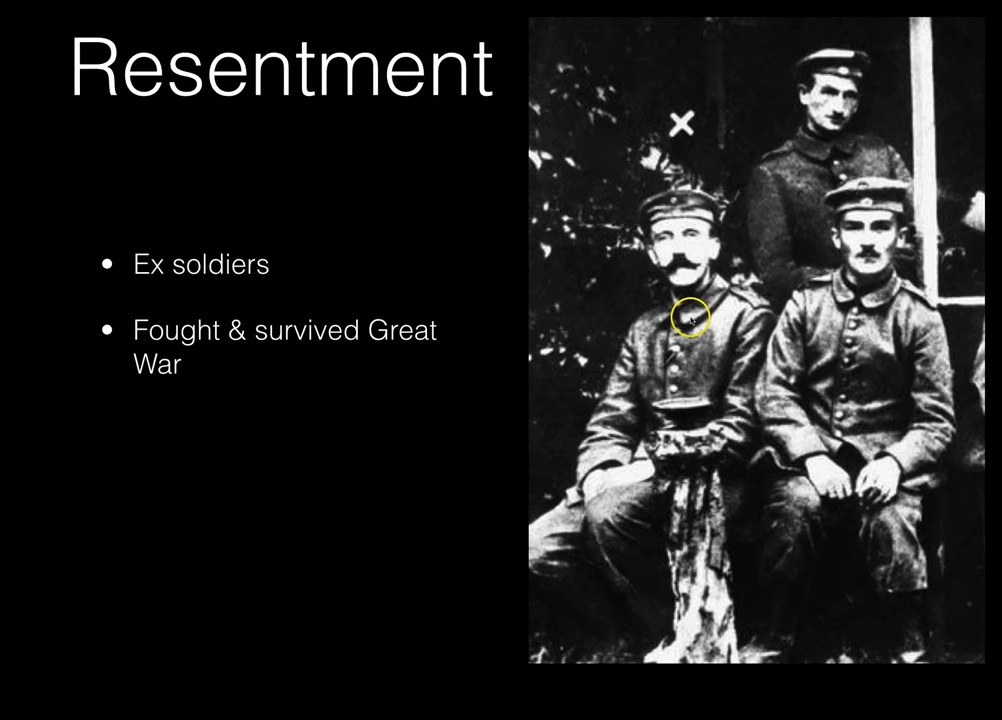 Resentment
• Ex soldiers
• Fought & survived Great
War